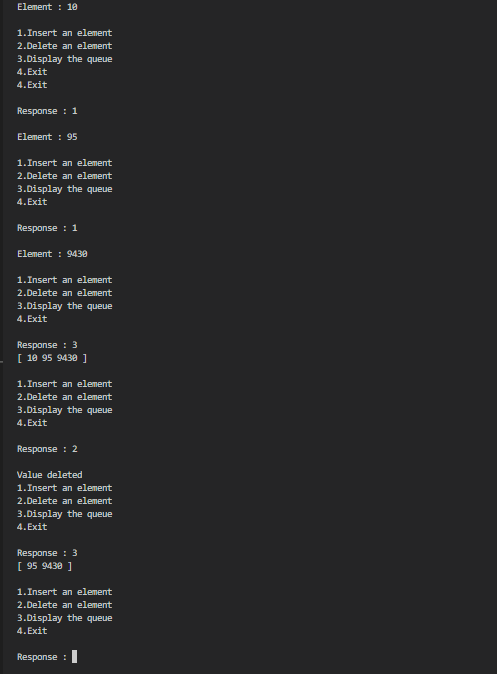 Element : 10
1.Insert an element
2.Delete an element
3.Display the queue
4.Exit
4.Exit
Response : 1
Element : 95
1.Insert an element
2.Delete an element
3.Display the queue
4.Exit
Response : 1
Element : 9430
1.Insert an element
2.Delete an element
3.Display the queue
4.Exit
Response : 3
[ 10 95 9430 ]
1.Insert an element
2.Delete an element
3.Display the queue
4.Exit
Response : 2
Value deleted
1.Insert an element
2.Delete an element
3.Display the queue
4.Exit
Response : 3
[ 95 9430 ]
1.Insert an element
2.Delete an element
3.Display the queue
4.Exit
Response :